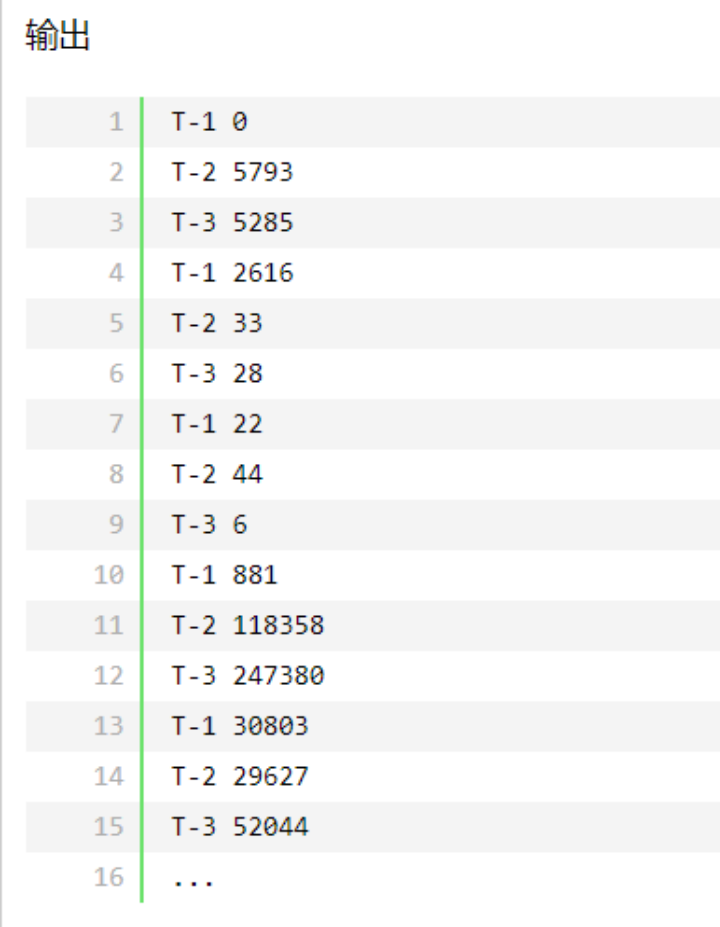 输出
1 T-1 0
2 T-2 5793
3 T-3 5285
4 T-1 2616
5 T-2 33
6 T-3 28
7 T-1 22
8 T-2 44
9 T-3 6
10 T-1 881
11 T-2 118358
12 T-3 247380
13 T-1 30803
14 T-2 29627
15 T-3 52044
16 ...